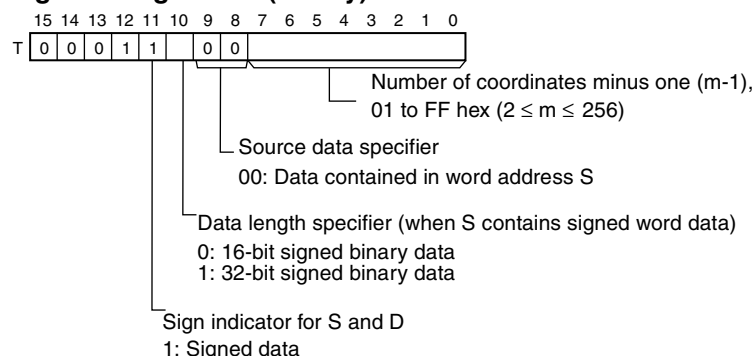 15 14 13 12 11 10 9 8 7 6 5 4 3 2 1 0
T 0 0 0 1 1 0 0
Number of coordinates minus one (m-1),
01 to FF hex (2 ≤ m ≤ 256)
Source data specifier
00: Data contained in word address S
Data length specifier (when S contains signed word data)
0: 16-bit signed binary data
1: 32-bit signed binary data
Sign indicator for S and D
1: Signed data